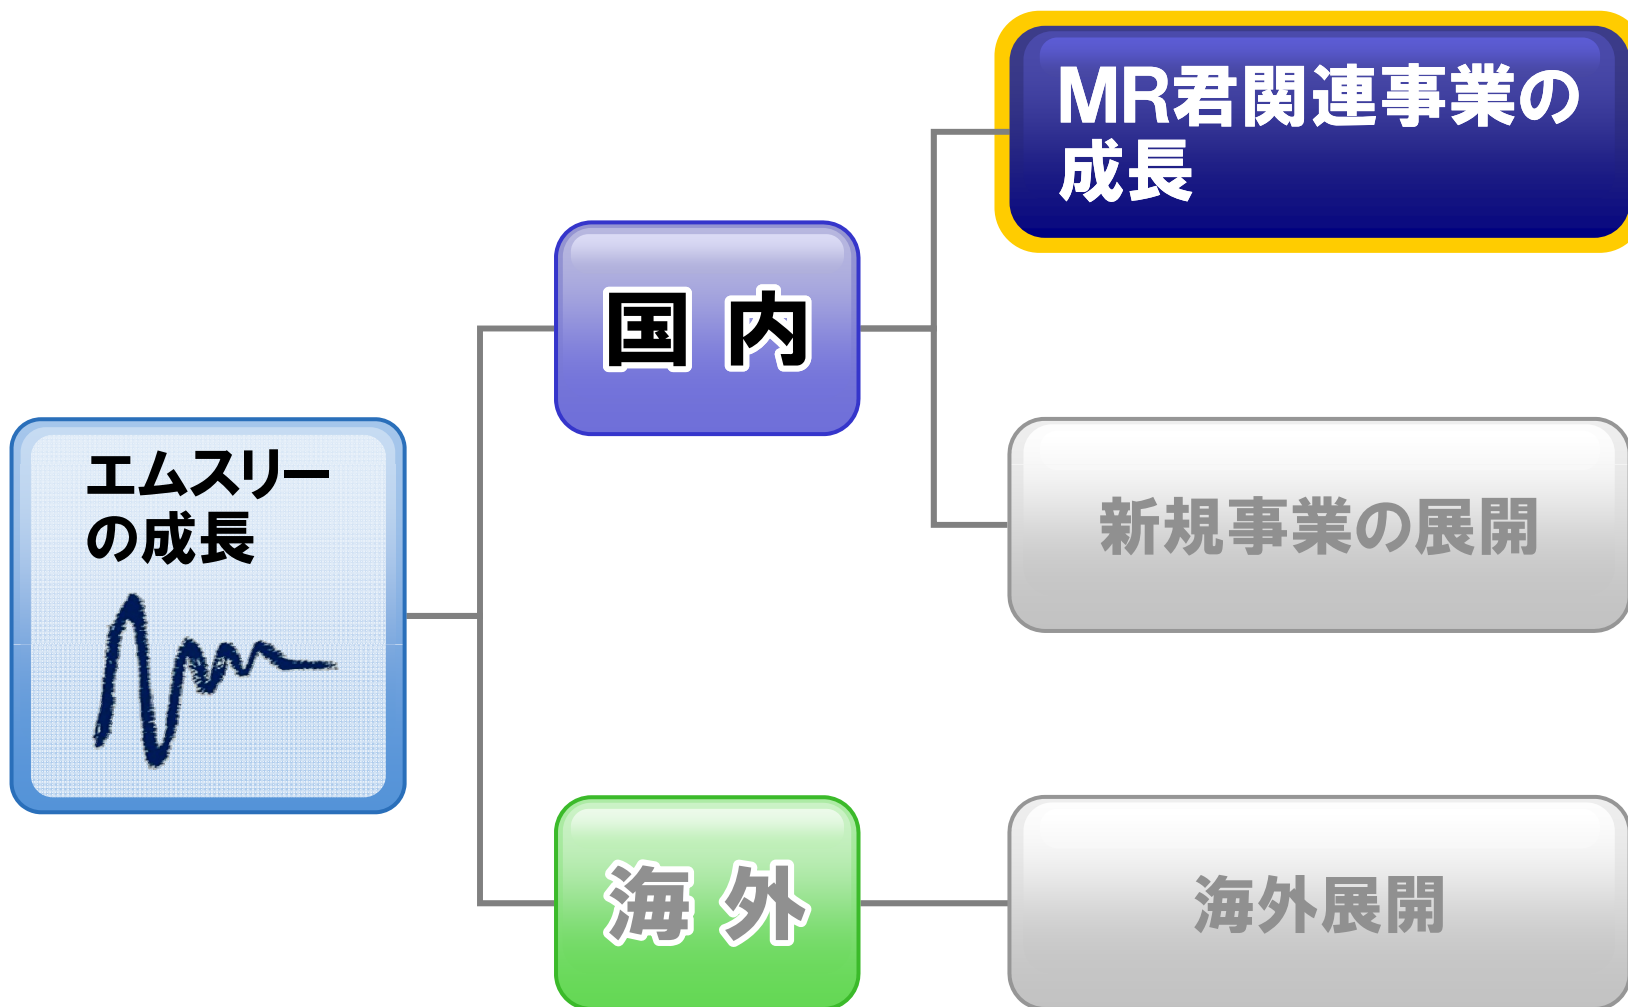 MR君関連事業の
成長
国内
エムスリー
の成長
新規事業の展開
海外
海外展開